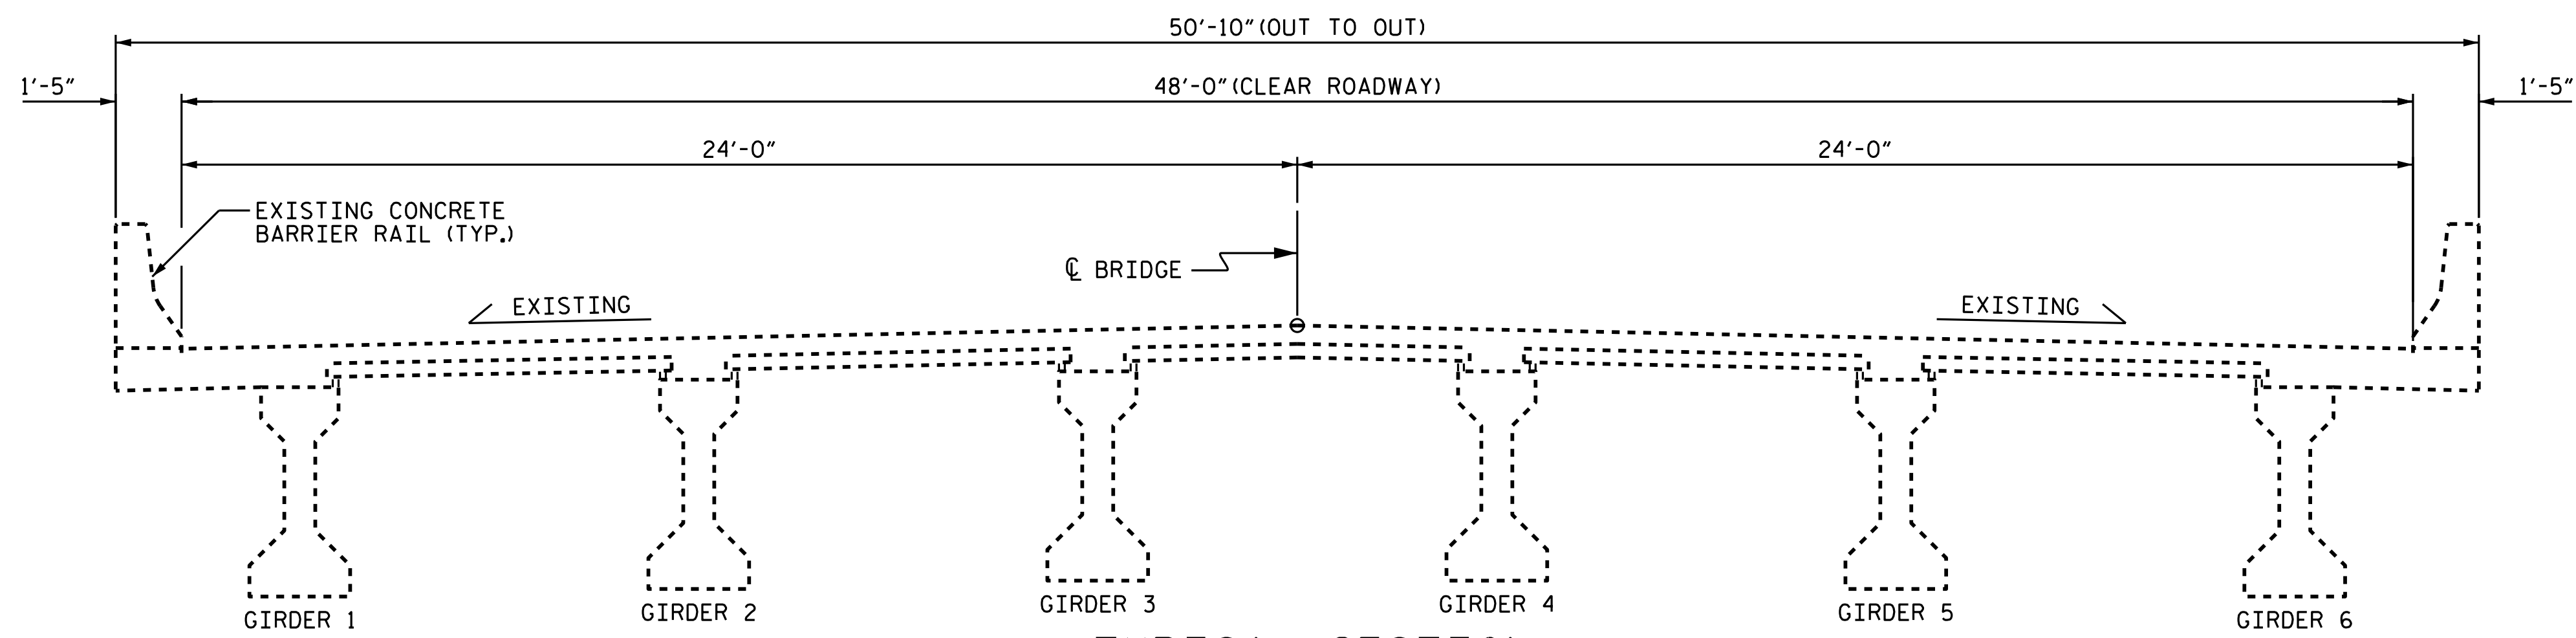 50'-10" (OUT TO OUT)
1'-5"
48'-0" (CLEAR ROADWAY)
1'-5"
24'-0"
24'-0"
EXISTING CONCRETE
BARRIER RAIL (TYP.)
℄ BRIDGE
EXISTING
EXISTING
GIRDER 1
GIRDER 2
GIRDER 3
GIRDER 4
GIRDER 5
GIRDER 6